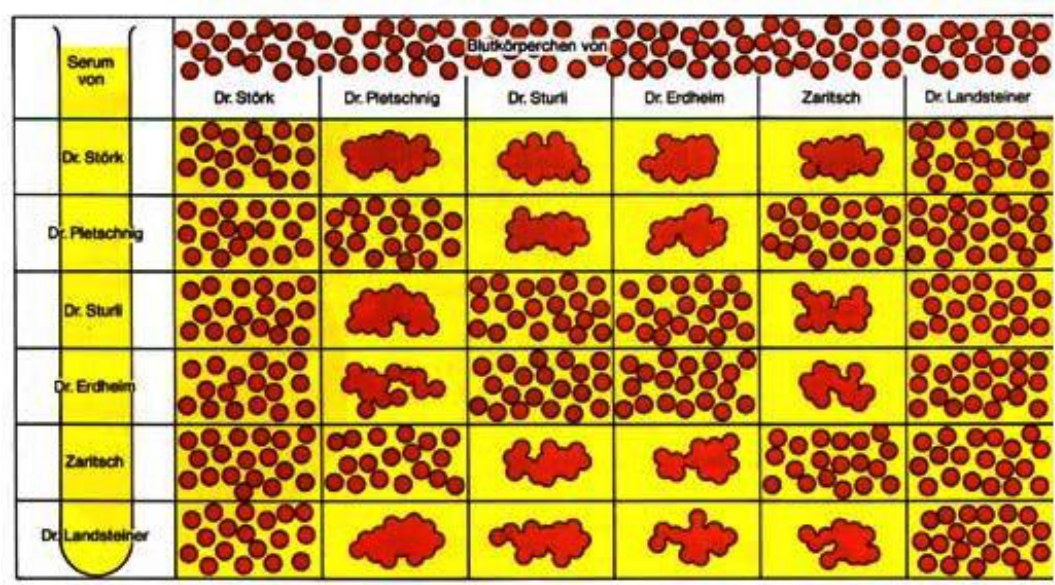 Serum
von
Blutkörperchen von
Dr. Störk
Dr. Pletschnig
Dr. Sturli
Dr. Erdheim
Zaritsch
Dr. Landsteiner
Dr. Störk
Dr. Pletschnig
Dr. Sturli
Dr. Erdheim
Zaritsch
Dr. Landsteiner